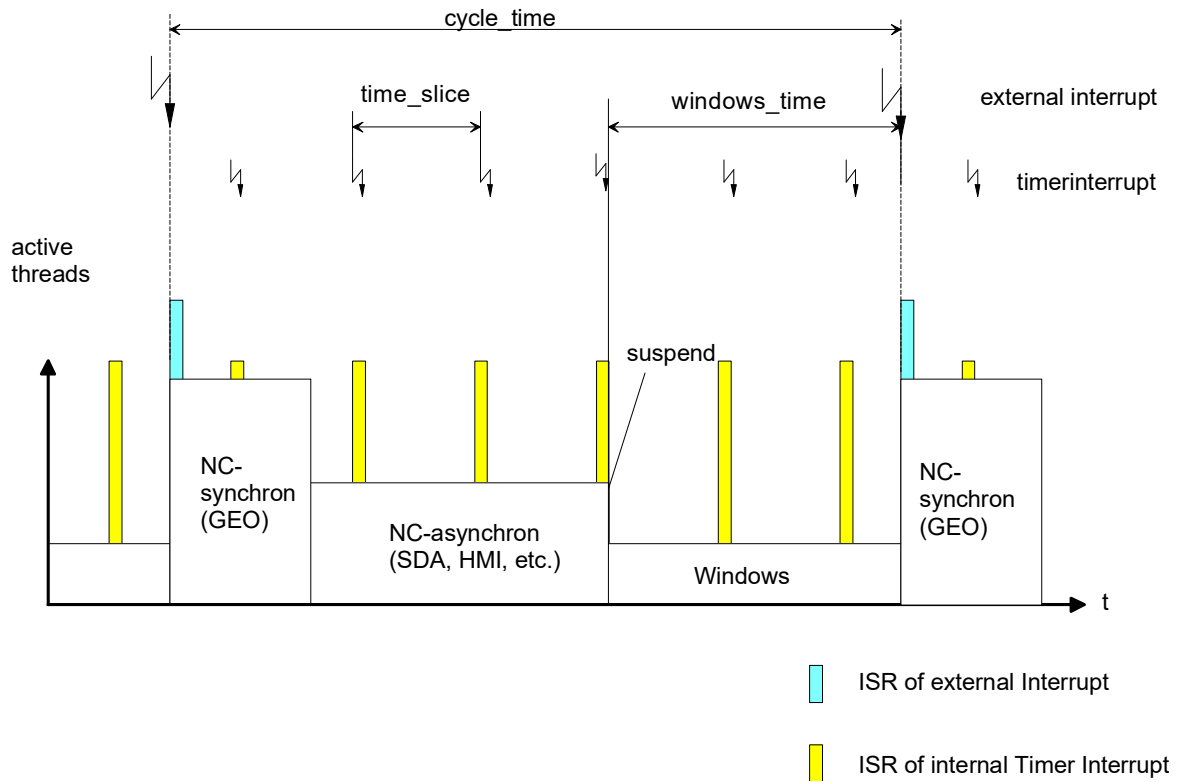 cycle_time
time_slice
windows_time
external interrupt
timerinterrupt
active
threads
suspend
NC-
synchron
(GEO)
NC-asynchron
(SDA, HMI, etc.)
Windows
NC-
synchron
(GEO)
t
ISR of external Interrupt
ISR of internal Timer Interrupt